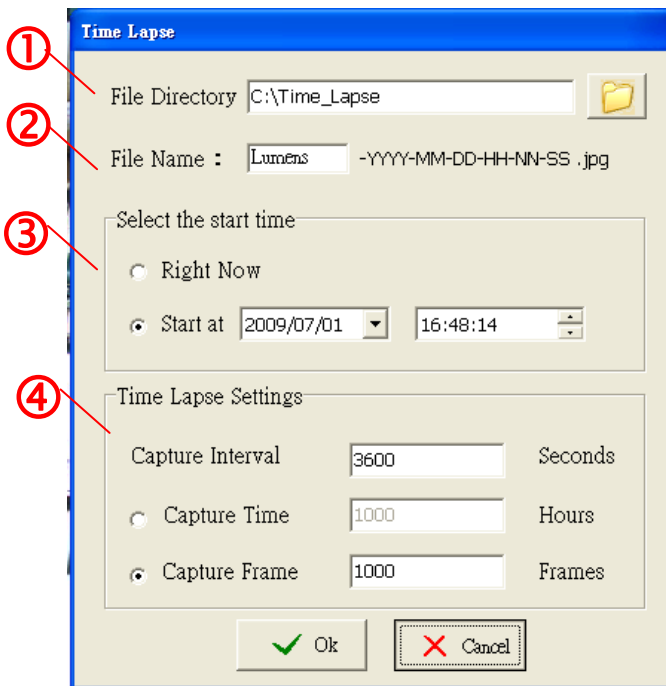 Time Lapse
①
File Directory C:\Time_Lapse
②
File Name : Lumens -YYYY-MM-DD-HH-NN-SS .jpg
③
Select the start time
Right Now
Start at 2009/07/01 16:48:14
④
Time Lapse Settings
Capture Interval 3600 Seconds
Capture Time 1000 Hours
Capture Frame 1000 Frames
Ok Cancel